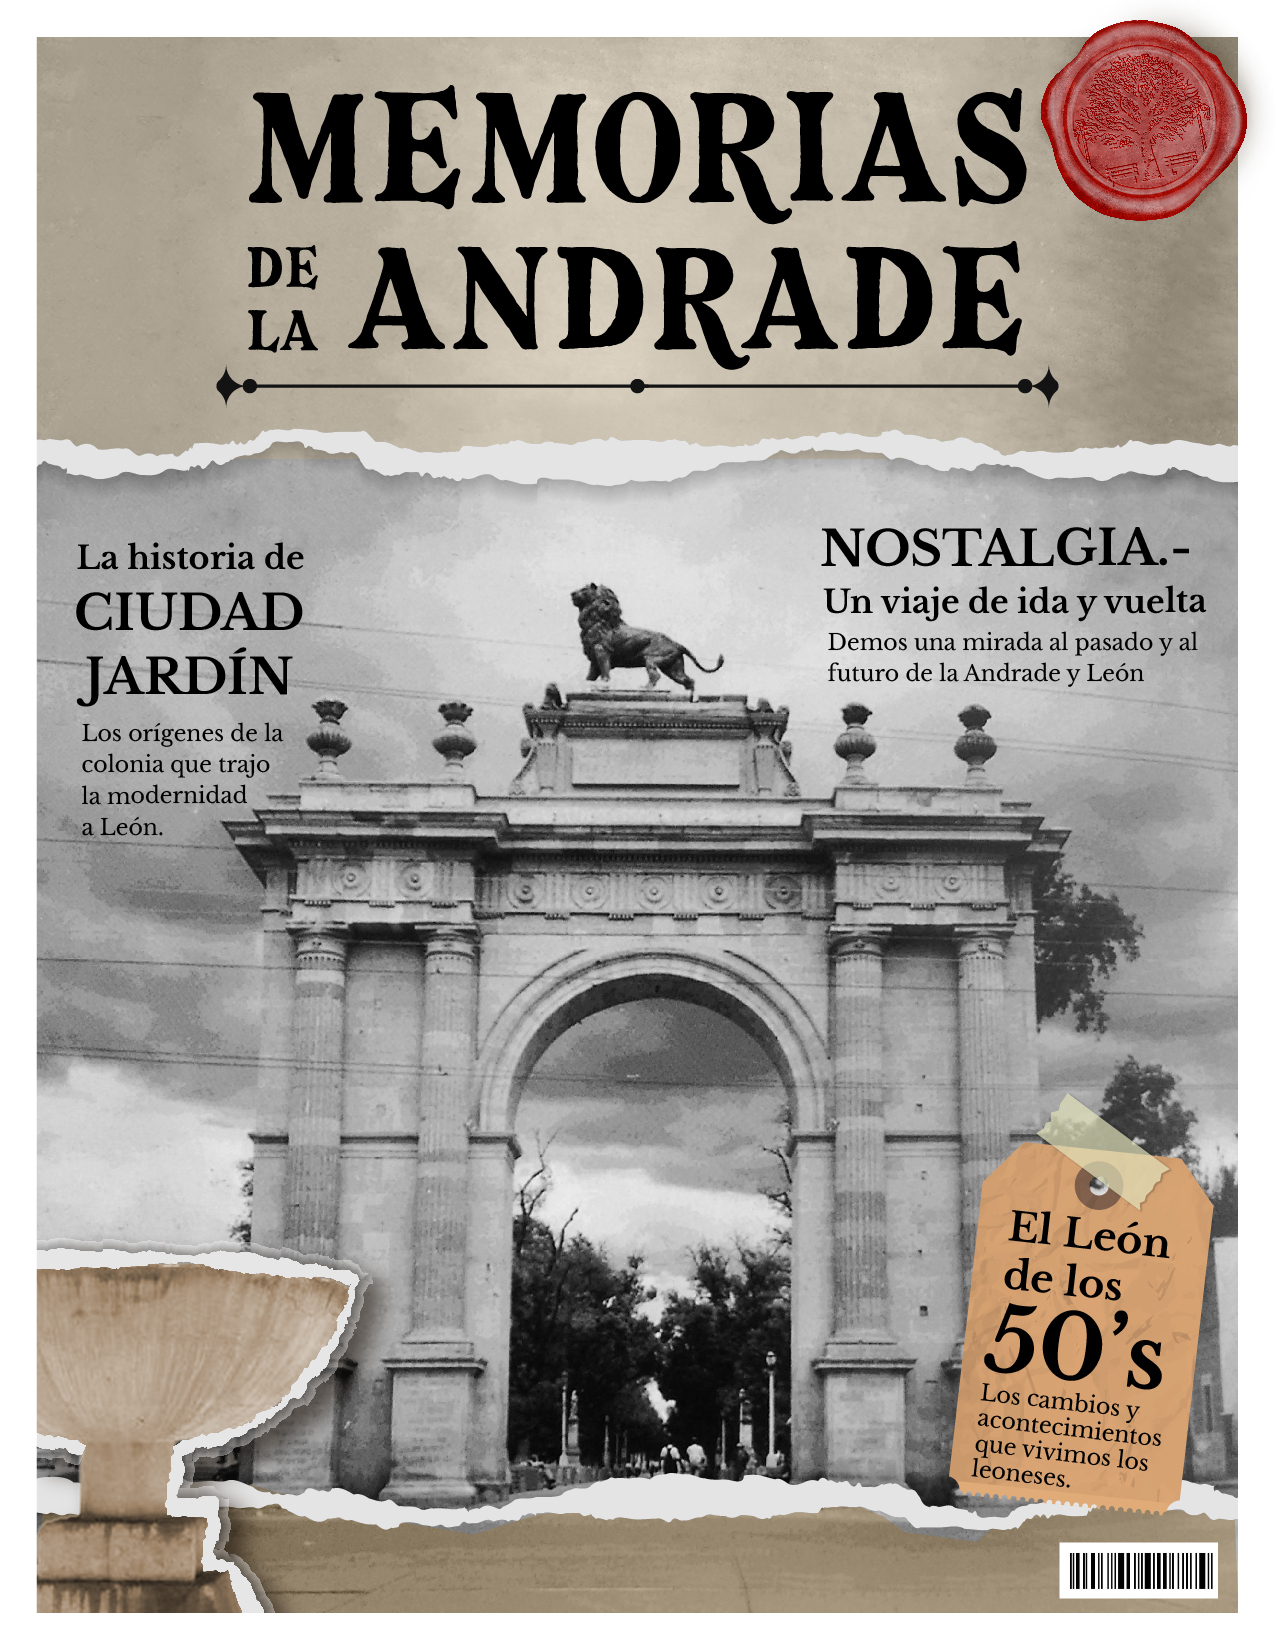 MEMORIAS
DE
LA
ANDRADE
La historia de
CIUDAD
JARDÍN
Los orígenes de la
colonia que trajo
la modernidad
a León.
NOSTALGIA.-
Un viaje de ida y vuelta
Demos una mirada al pasado y al
futuro de la Andrade y León
El León
de los
50's
Los cambios y
acontecimientos
que vivimos los
leoneses.